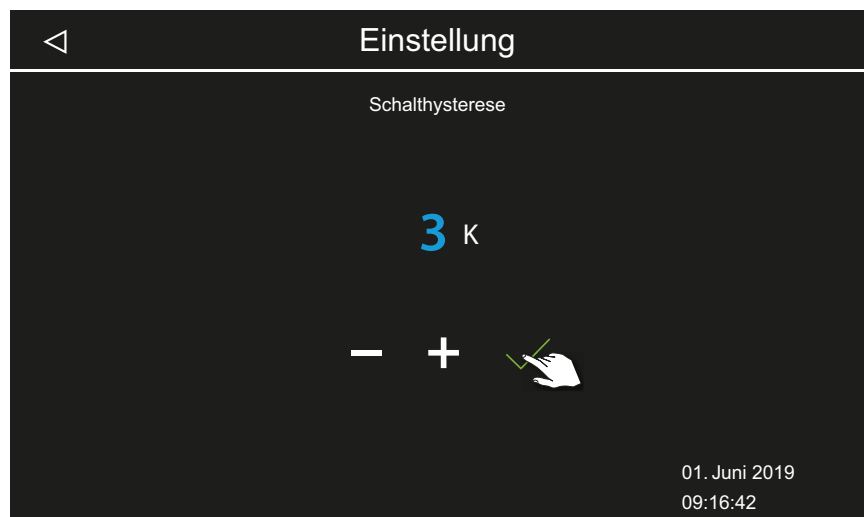 Einstellung
Schalthysterese
3 K
01. Juni 2019
09:16:42